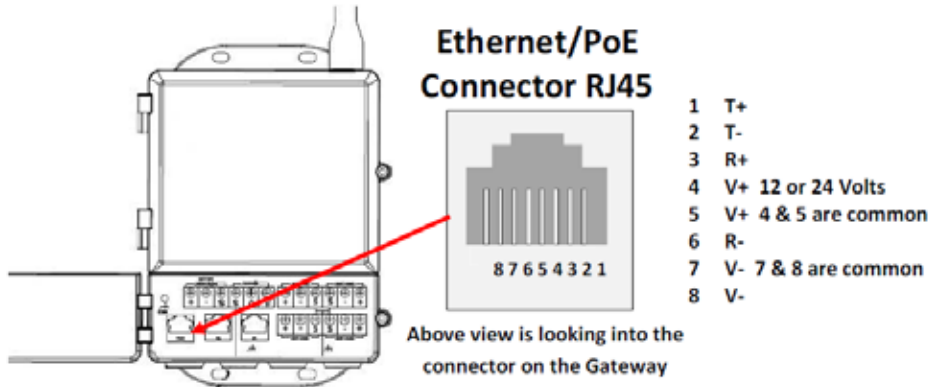 Ethernet/PoE
Connector RJ45
8 7 6 5 4 3 2 1
Above view is looking into the
connector on the Gateway
1 T+
2 T-
3 R+
4 V+ 12 or 24 Volts
5 V+ 4 & 5 are common
6 R-
7 V- 7 & 8 are common
8 V-